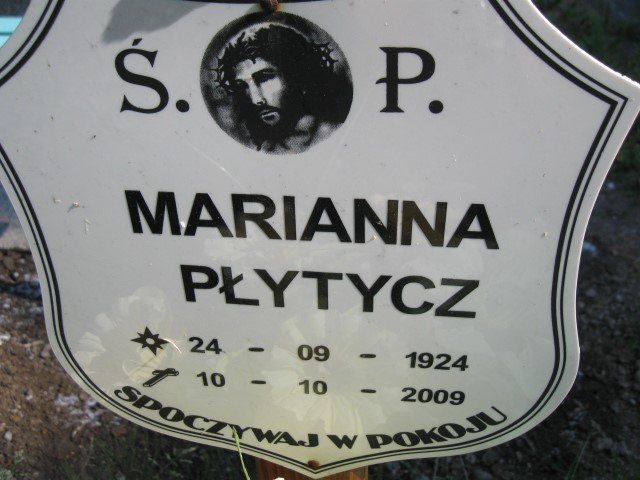 Ś. P.
MARIANNA
PŁYTYCZ
24 - 09 - 1924
10 - 10 - 2009
SPOCZYWAJ W POKOJU